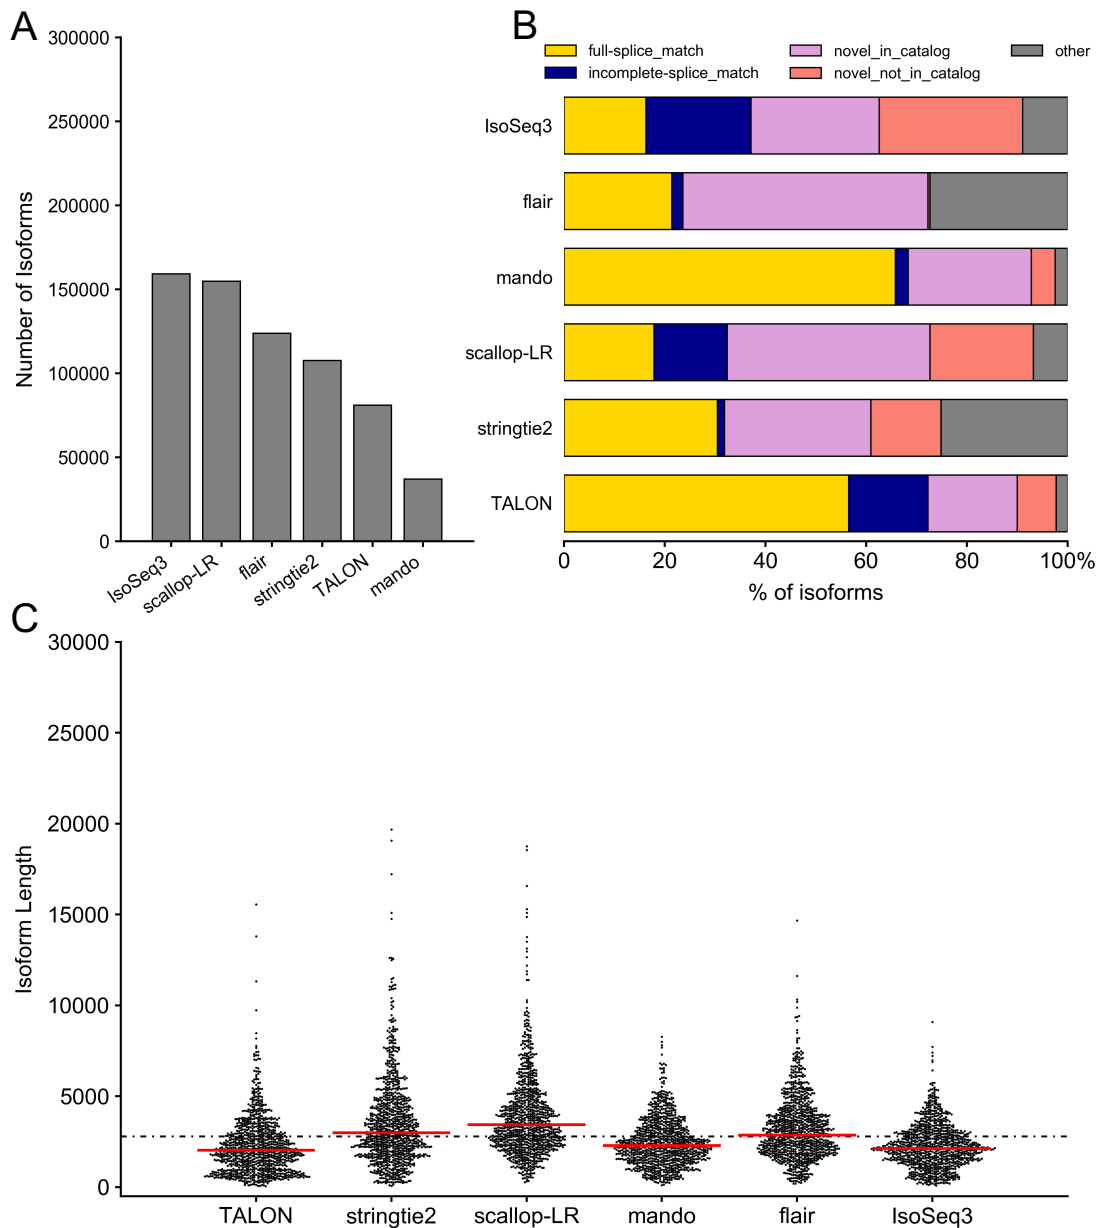 A
300000
250000
200000
150000
100000
50000
0
Number of Isoforms
IsoSeq3
scallop-LR
flair
stringtie2
TALON
mando
B
full-splice_match
incomplete-splice_match
novel_in_catalog
novel_not_in_catalog
other
IsoSeq3
flair
mando
scallop-LR
stringtie2
TALON
0 20 40 60 80 100%
% of isoforms
C
30000
25000
20000
15000
10000
5000
0
Isoform Length
TALON stringtie2 scallop-LR mando flair IsoSeq3